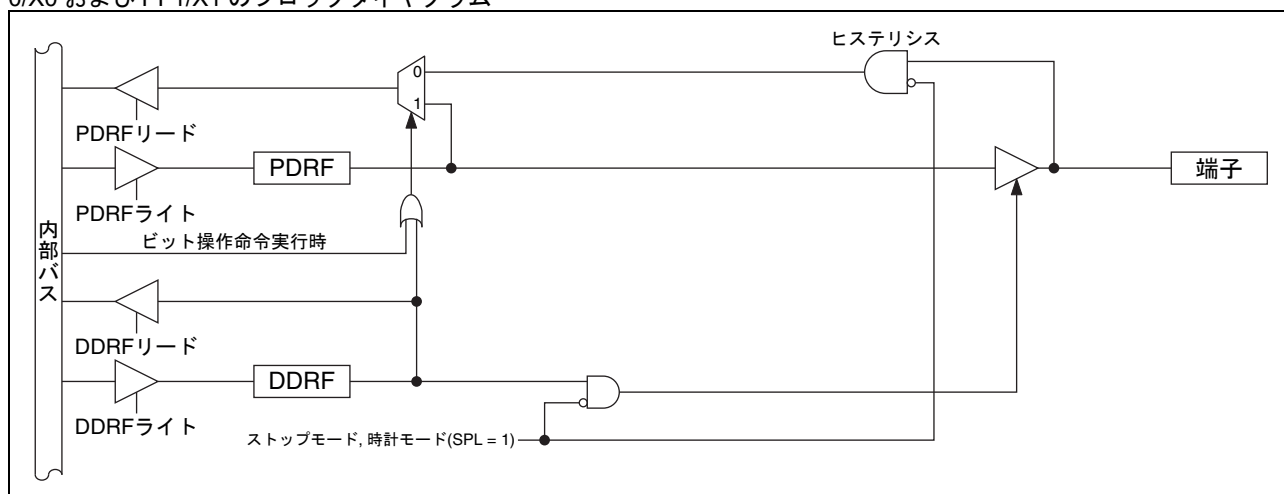 ヒステリシス
0
1
PDRFリード
PDRF
端子
PDRFライト
ビット操作命令実行時
内部バス
DDRFリード
DDRF
DDRFライト
ストップモード, 時計モード(SPL = 1)